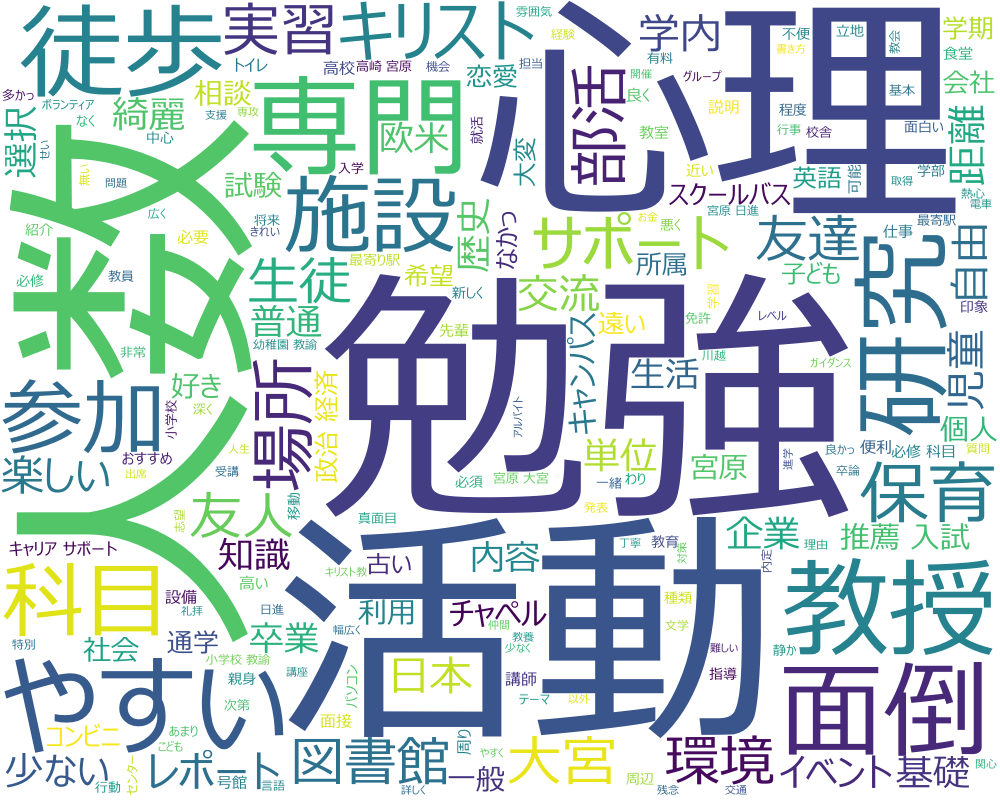 徒歩
実習
キリスト
学内
心理
学期
雰囲気
経験
有料
不便
立地
書き方
教会
食堂
会社
トイレ
高校
高崎 宮原
機会
恋愛
担当
開催
グループ
基本
多かっ
ボランティア
相談
就活
良く
説明
程度
面白い
距離
選択
せい
綺麗
なく
支援
専攻
中心
専門
欧米
部活
教室
行事
校舎
人数
無い
問題
試験
入学
大変
近い
英語
可能
学部
取得
熱心
電車
紹介
広く
将来
きれい
施設
歴史
スクールバス
お金
宮原 日進
悪く
最寄駅
必修
教員
必要
最寄り駅
なかっ
サポート
所属
友達
仕事
研究
自由
印象
生徒
希望
交流
子ども
新しく
学習
非常
幼稚園 教諭
普通
先輩
遠い
免許
レベル
川越
ガイダンス
児童
参加
好き
小学校
深く
場所
政治 経済
勉強
キャンパス
アルバイト
生活
個人
楽しい
おすすめ
人生
単位
宮原
進学
良かっ
便利
必修 科目
質問
卒論
出席
受講
志望
友人
移動
必須
宮原 大宮
わり
一緒
保育
真面目
発表
キャリア サポート
知識
古い
内容
丁寧
教育
対策
企業
内定
理由
推薦 入試
科目
設備
礼拝
高い
キリスト教
日進
幅広く
利用
チャペル
仲間
教養
少なく
種類
文学
難しい
静か
教授
特別
社会
通学
卒業
小学校 教諭
講座
活動
指導
やすい
親身
次第
パソコン
日本
講師
テーマ
以外
面倒
コンビニ
あまり
こども
面接
周り
やすく
少ない
行動
センター
レポート
号館
言語
図書館
詳しく
一般
大宮
周辺
残念
環境
交通
イベント
基礎
関心